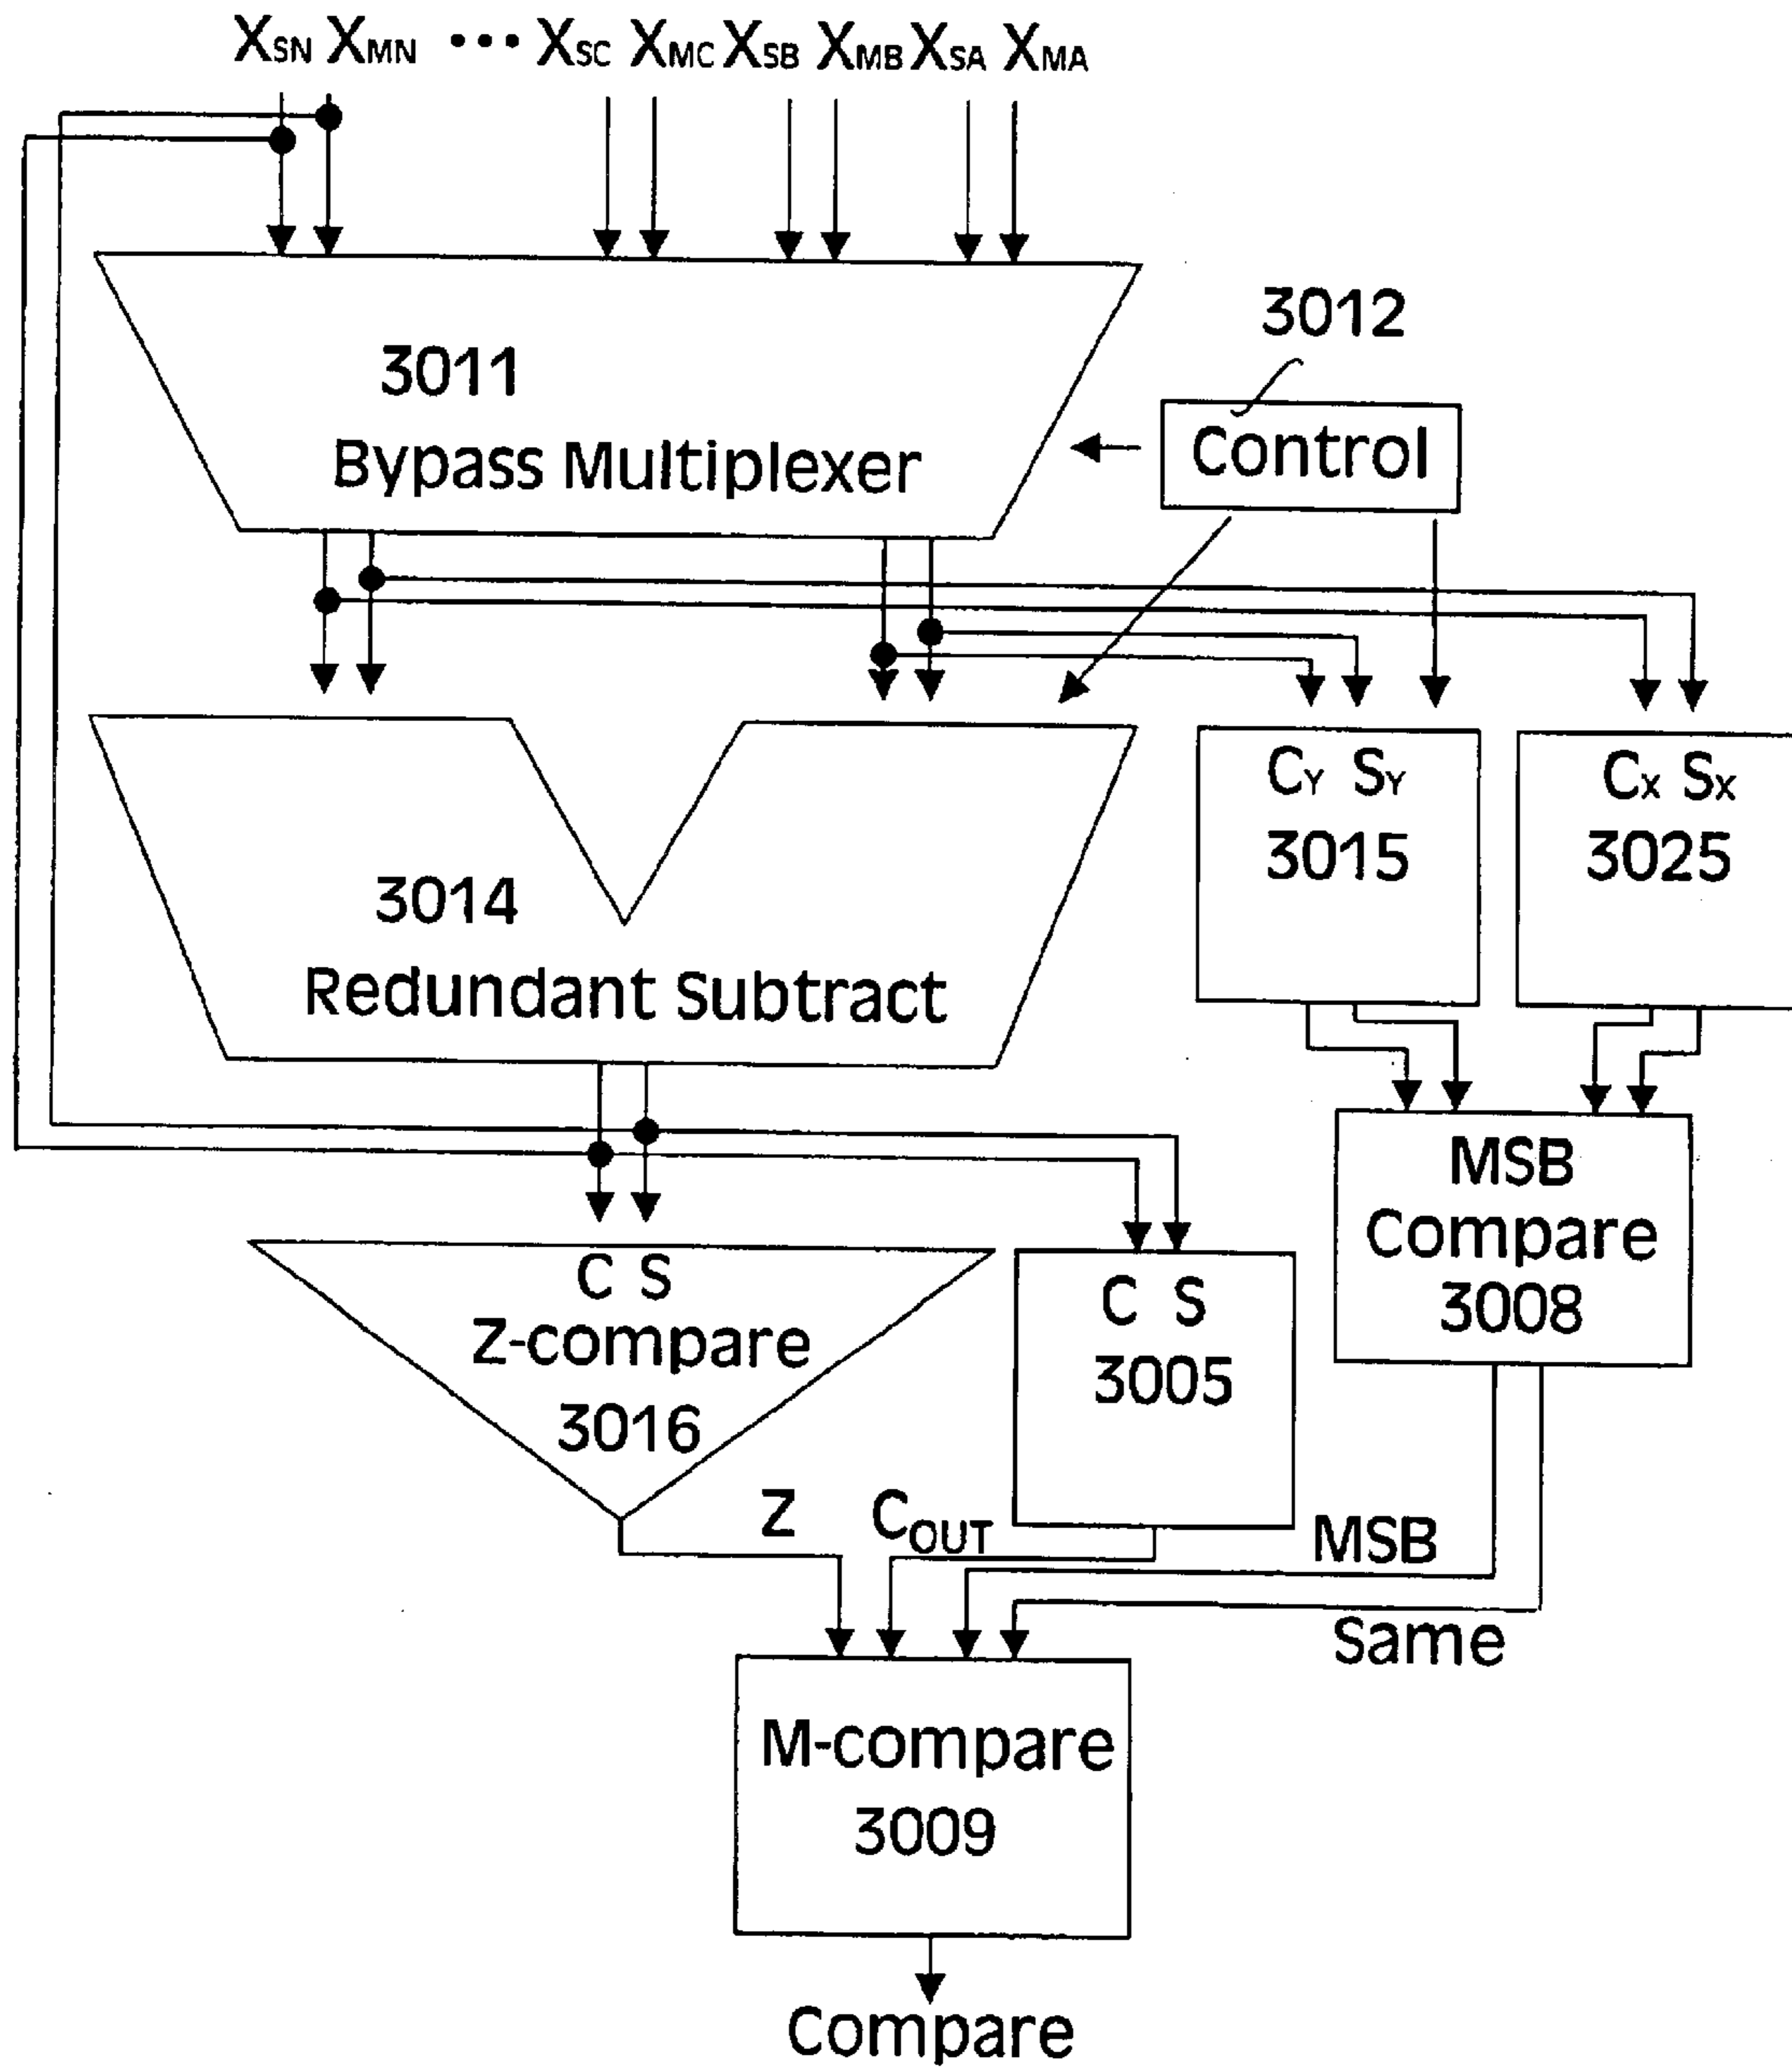 XSN XMN ••• XSC XMC XSB XMB XSA XMA
3012
3011
Bypass Multiplexer
Control
CY SY
3015
CX SX
3025
3014
Redundant Subtract
MSB
Compare
3008
C S
Z-compare
3016
C S
3005
Z
COUT
MSB
Same
M-compare
3009
Compare